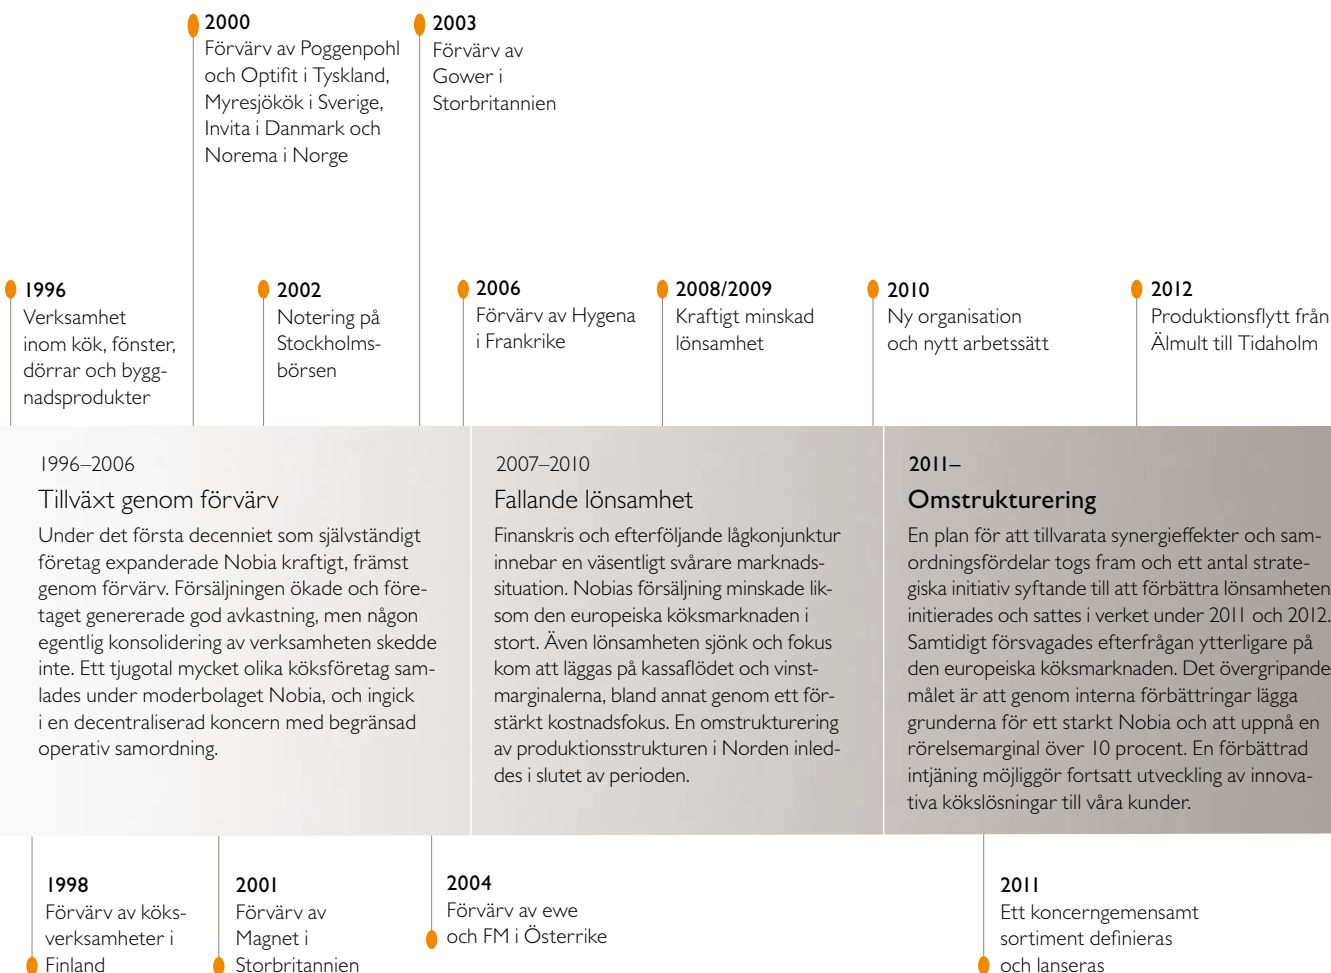 2000
Förvärv av Poggenpohl
och Optifit i Tyskland,
Myresjökök i Sverige,
Invita i Danmark och
Norema i Norge
2003
Förvärv av
Gower i
Storbritannien
1996
Verksamhet
inom kök, fönster,
dörrar och bygg-
nadsprodukter
2002
Notering på
Stockholms-
börsen
2006
Förvärv av Hygena
i Frankrike
2008/2009
Kraftigt minskad
lönsamhet
2010
Ny organisation
och nytt arbetssätt
2012
Produktionsflytt från
Älmult till Tidaholm
1996–2006
Tillväxt genom förvärv
Under det första decenniet som självständigt
företag expanderade Nobia kraftigt, främst
genom förvärv. Försäljningen ökade och före-
taget genererade god avkastning, men någon
egentlig konsolidering av verksamheten skedde
inte. Ett tjugotal mycket olika köksföretag sam-
lades under moderbolaget Nobia, och ingick
i en decentraliserad koncern med begränsad
operativ samordning.
2007–2010
Fallande lönsamhet
Finanskris och efterföljande lågkonjunktur
innebar en väsentligt svårare marknads-
situation. Nobias försäljning minskade lik-
som den europeiska köksmarknaden i
stort. Även lönsamheten sjönk och fokus
kom att läggas på kassaflödet och vinst-
marginalerna, bland annat genom ett för-
stärkt kostnadsfokus. En omstrukturering
av produktionsstrukturen i Norden inled-
des i slutet av perioden.
2011–
Omstrukturering
En plan för att tillvarata synergieffekter och sam-
ordningsfördelar togs fram och ett antal strate-
giska initiativ syftande till att förbättra lönsamheten
initierades och sattes i verket under 2011 och 2012.
Samtidigt försvagades efterfrågan ytterligare på
den europeiska köksmarknaden. Det övergripande
målet är att genom interna förbättringar lägga
grunderna för ett starkt Nobia och att uppnå en
rörelsemarginal över 10 procent. En förbättrad
intjäning möjliggör fortsatt utveckling av innova-
tiva kökslösningar till våra kunder.
1998
Förvärv av köks-
verksamheter i
Finland
2001
Förvärv av
Magnet i
Storbritannien
2004
Förvärv av ewe
och FM i Österrike
2011
Ett koncerngemensamt
sortiment definieras
och lanseras